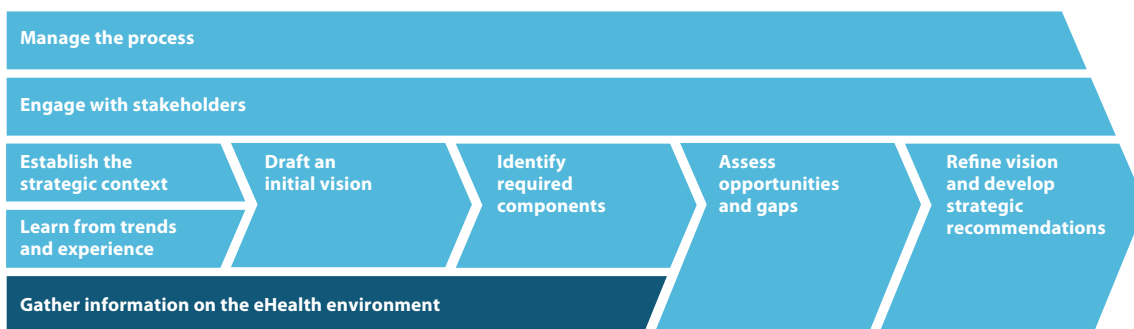 Manage the process
Engage with stakeholders
Establish the
strategic context
Learn from trends
and experience
Draft an
initial vision
Identify
required
components
Assess
opportunities
and gaps
Refine vision
and develop
strategic
recommendations
Gather information on the eHealth environment